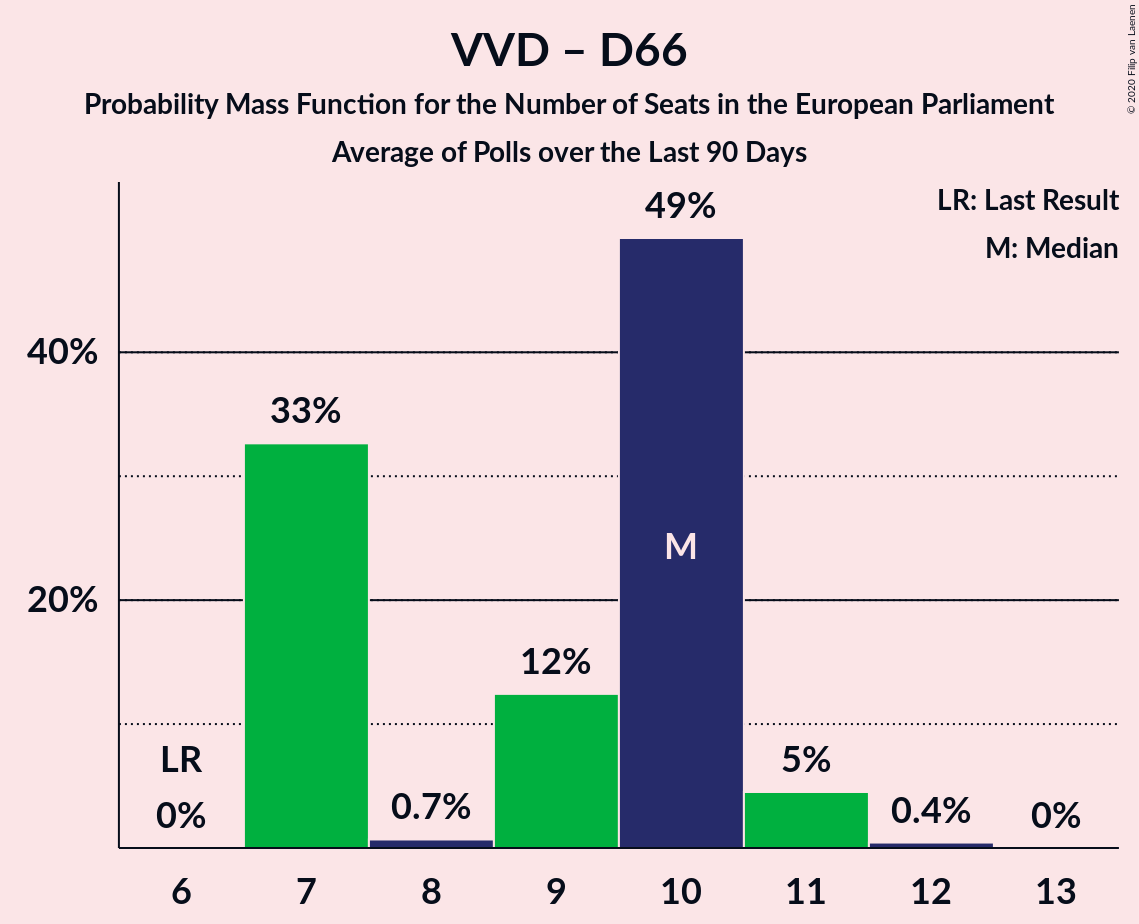 VVD – D66
Probability Mass Function for the Number of Seats in the European Parliament
Average of Polls over the Last 90 Days
© 2020 Filip van Laenen
LR: Last Result
M: Median
49%
40%
33%
M
20%
12%
LR
5%
0%
0.7%
0.4%
0%
6 7 8 9 10 11 12 13